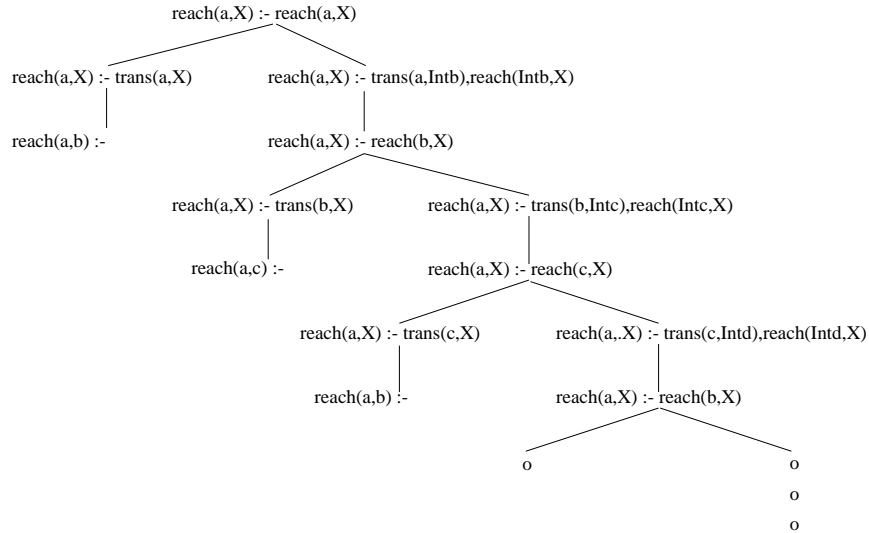 reach(a,X) :- reach(a,X)
reach(a,X) :- trans(a,X)
reach(a,X) :- trans(a,Intb),reach(Intb,X)
reach(a,b) :-
reach(a,X) :- reach(b,X)
reach(a,X) :- trans(b,X)
reach(a,X) :- trans(b,Intc),reach(Intc,X)
reach(a,c) :-
reach(a,X) :- reach(c,X)
reach(a,X) :- trans(c,X)
reach(a,.X) :- trans(c,Intd),reach(Intd,X)
reach(a,b) :-
reach(a,X) :- reach(b,X)
o
o
o
o